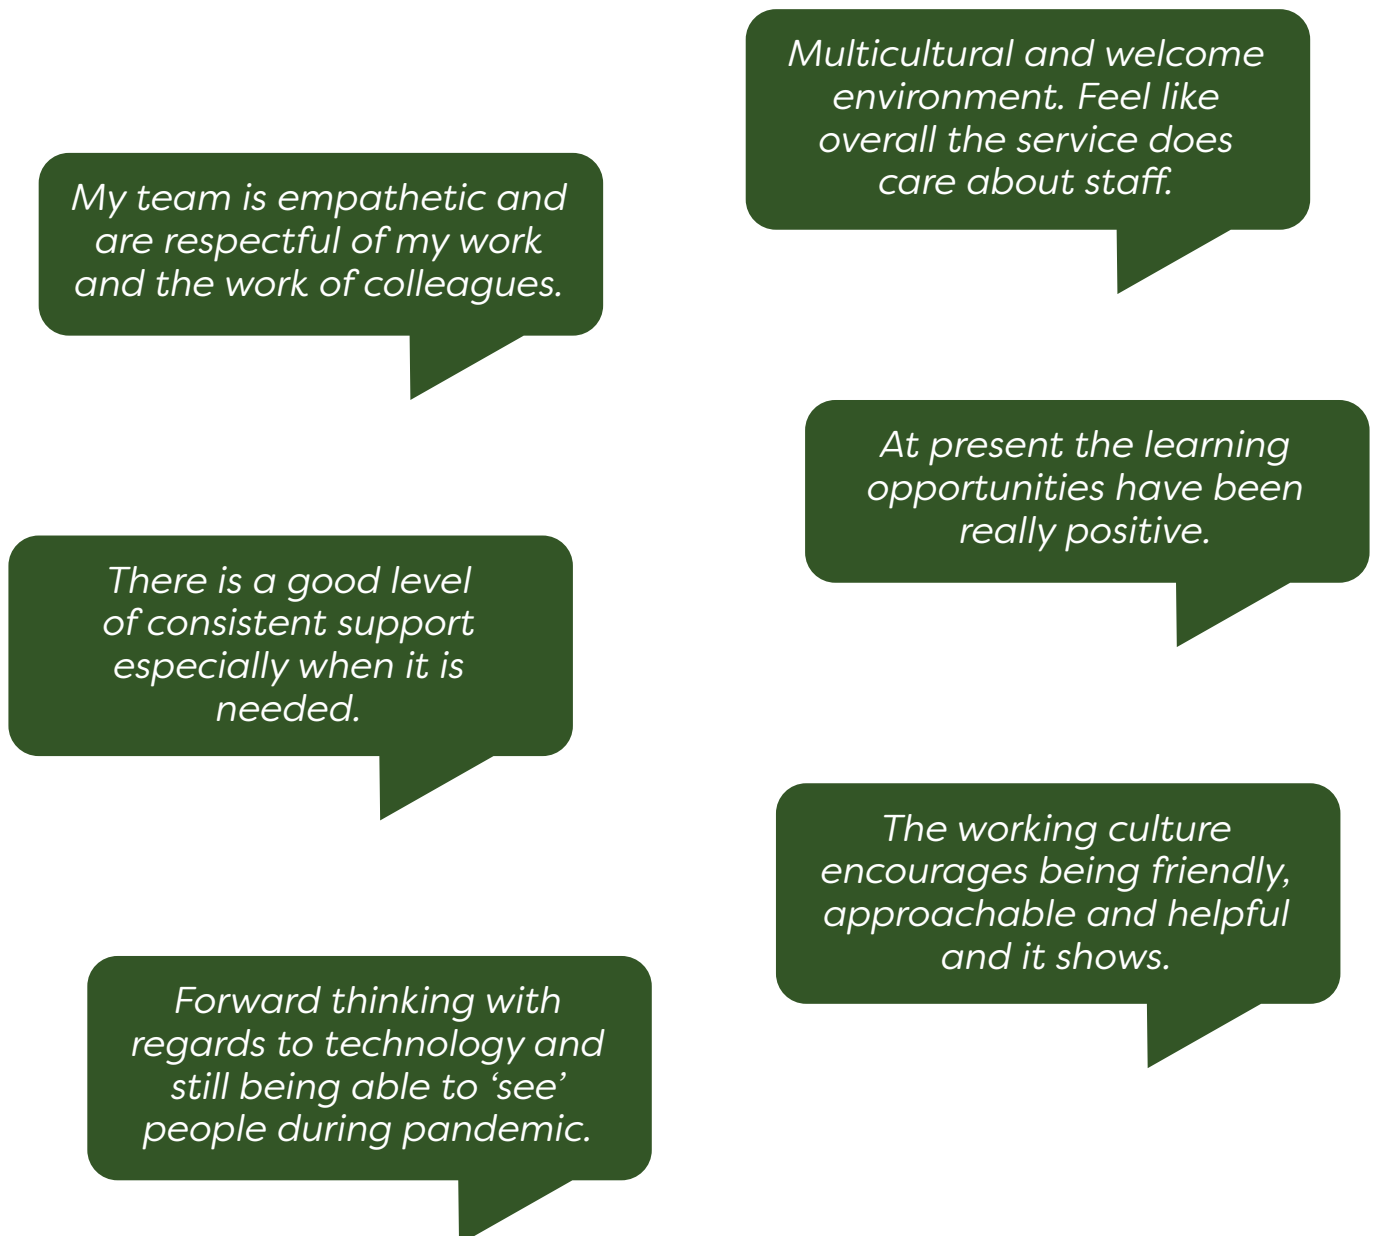 Multicultural and welcome
environment. Feel like
overall the service does
care about staff.
My team is empathetic and
are respectful of my work
and the work of colleagues.
At present the learning
opportunities have been
really positive.
There is a good level
of consistent support
especially when it is
needed.
The working culture
encourages being friendly,
approachable and helpful
and it shows.
Forward thinking with
regards to technology and
still being able to ‘see’
people during pandemic.